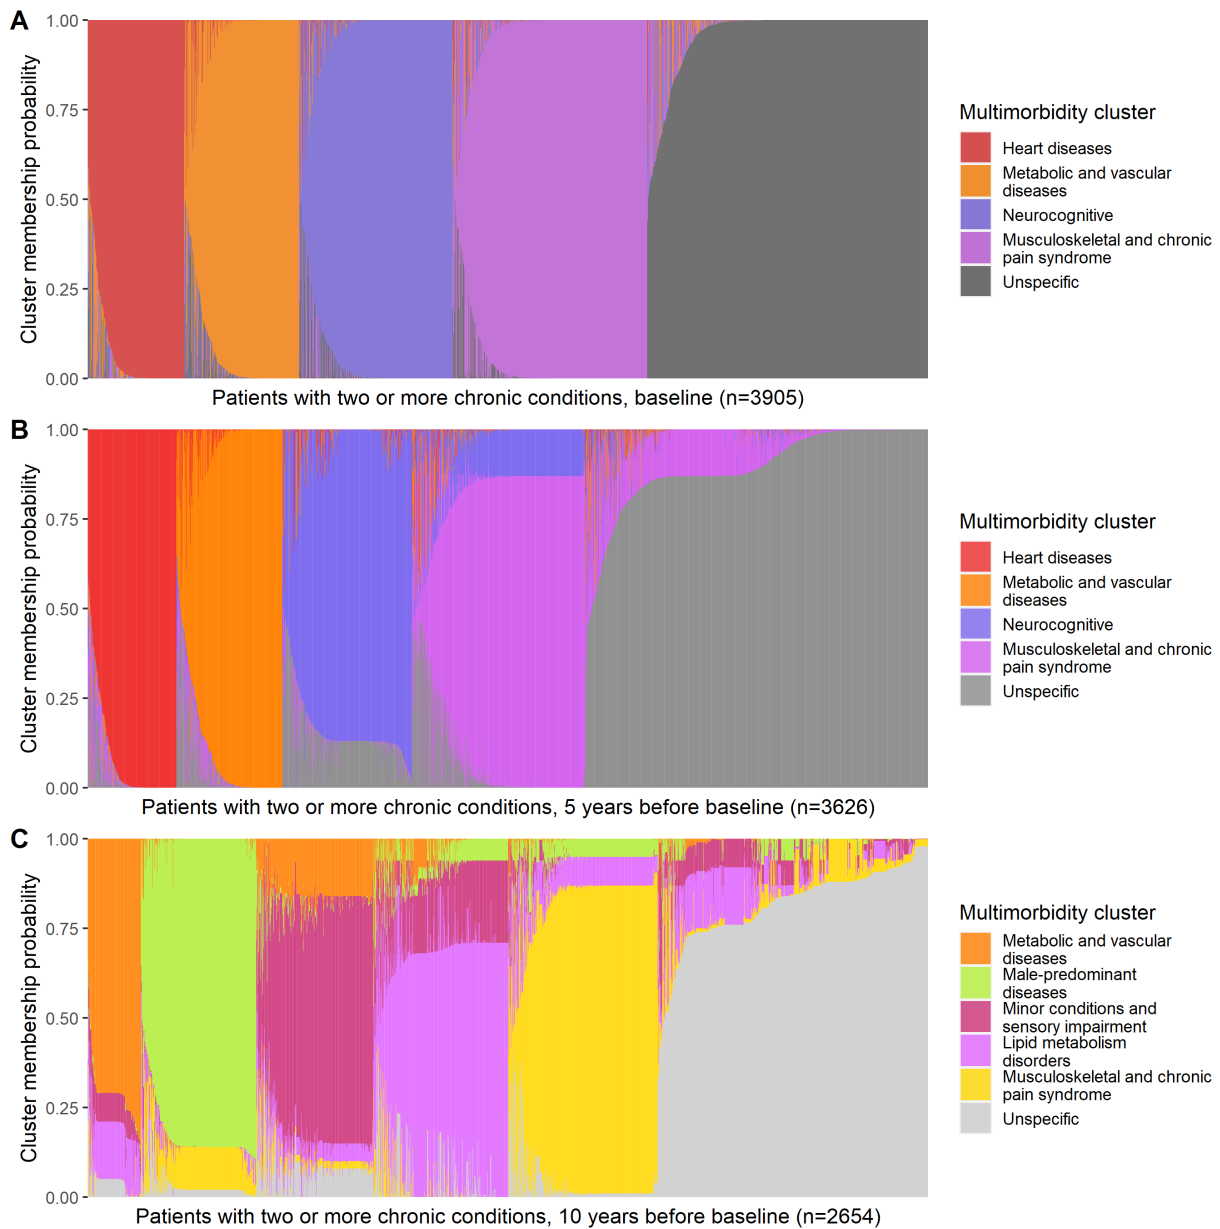 A
1.00
0.75
0.50
0.25
0.00
Cluster membership probability
Patients with two or more chronic conditions, baseline (n=3905)
Multimorbidity cluster
Heart diseases
Metabolic and vascular
diseases
Neurocognitive
Musculoskeletal and chronic
pain syndrome
Unspecific
B
1.00
0.75
0.50
0.25
0.00
Cluster membership probability
Patients with two or more chronic conditions, 5 years before baseline (n=3626)
Multimorbidity cluster
Heart diseases
Metabolic and vascular
diseases
Neurocognitive
Musculoskeletal and chronic
pain syndrome
Unspecific
C
1.00
0.75
0.50
0.25
0.00
Cluster membership probability
Patients with two or more chronic conditions, 10 years before baseline (n=2654)
Multimorbidity cluster
Metabolic and vascular
diseases
Male-predominant
diseases
Minor conditions and
sensory impairment
Lipid metabolism
disorders
Musculoskeletal and chronic
pain syndrome
Unspecific